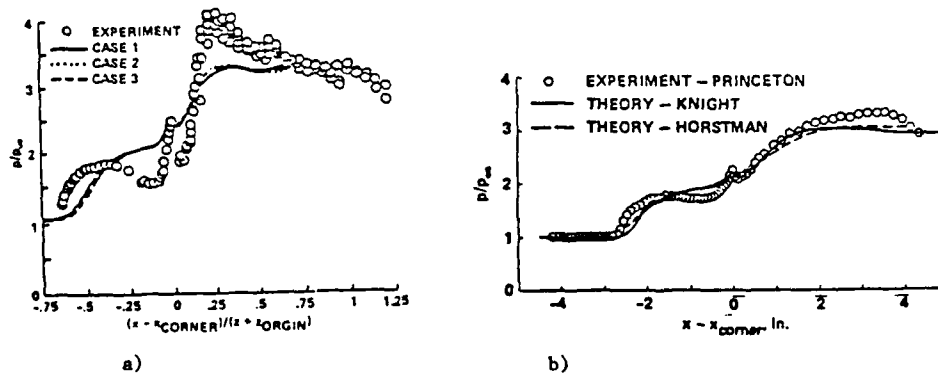 EXPERIMENT
CASE 1
CASE 2
CASE 3
p/p∞
4
3
2
1
0
-.75 -.5 -.25 0 .25 .5 .75 1 1.25
(x - xCORNER)/(z + zORGIN)
a)
EXPERIMENT – PRINCETON
THEORY – KNIGHT
THEORY – HORSTMAN
p/p∞
4
3
2
1
0
-4 -2 0 2 4
x - xcorner, In.
b)